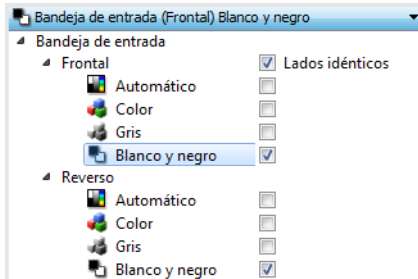 Bandeja de entrada (Frontal) Blanco y negro
Bandeja de entrada
Frontal Lados idénticos
Automático
Color
Gris
Blanco y negro
Reverso
Automático
Color
Gris
Blanco y negro